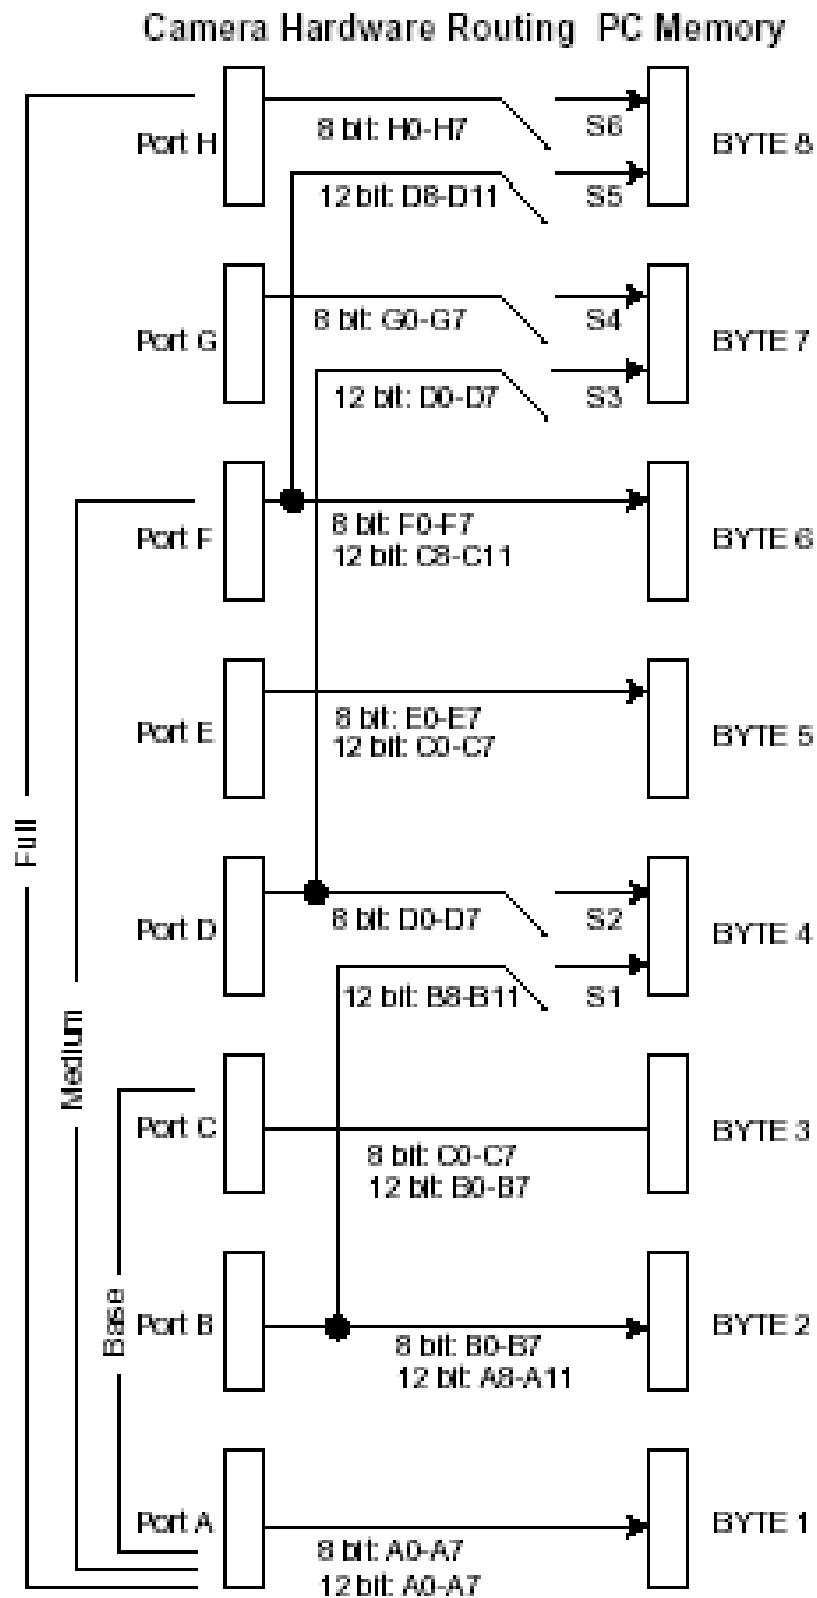 Camera Hardware Routing PC Memory
Port H
8 bit: H0-H7
S6
BYTE 8
12 bit: D8-D11
S5
Port G
8 bit: G0-G7
S4
BYTE 7
12 bit: D0-D7
S3
Port F
8 bit: F0-F7
12 bit: C8-C11
BYTE 6
Port E
8 bit: E0-E7
12 bit: C0-C7
BYTE 5
Full
Port D
8 bit: D0-D7
S2
BYTE 4
12 bit: B8-B11
S1
Medium
Port C
8 bit: C0-C7
12 bit: B0-B7
BYTE 3
Base
Port B
8 bit: B0-B7
12 bit: A8-A11
BYTE 2
Port A
8 bit: A0-A7
12 bit: A0-A7
BYTE 1